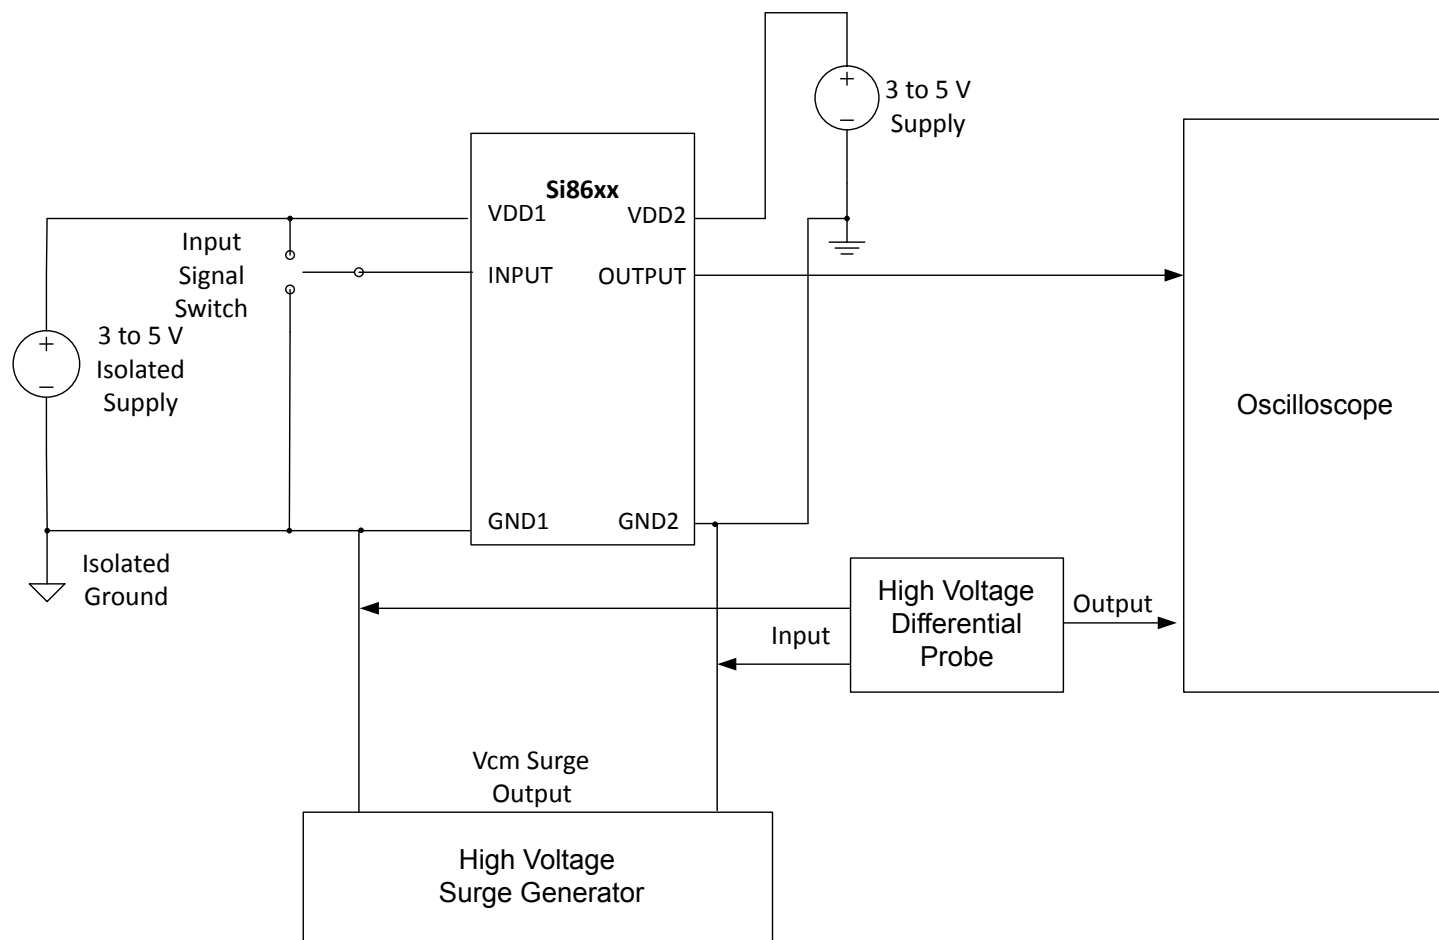 3 to 5 V
Supply
Si86xx
VDD1
VDD2
Input
Signal
Switch
INPUT
OUTPUT
+
−
3 to 5 V
Isolated
Supply
+
−
Oscilloscope
GND1
GND2
Isolated
Ground
High Voltage
Differential
Probe
Input
Output
Vcm Surge
Output
High Voltage
Surge Generator